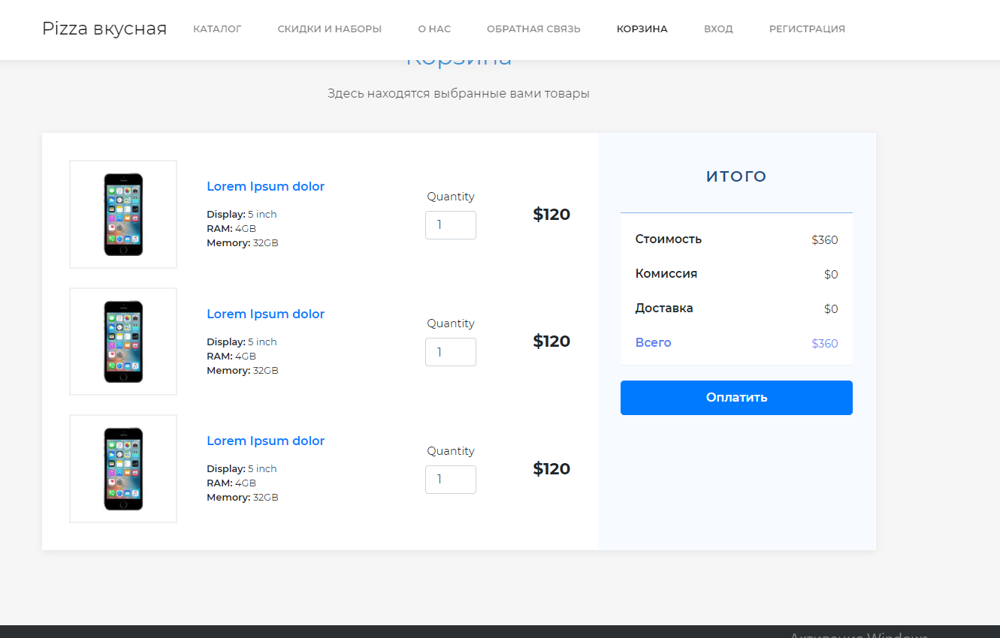 Pizza вкусная
КАТАЛОГ
СКИДКИ И НАБОРЫ
О НАС
ОБРАТНАЯ СВЯЗЬ
КОРЗИНА
ВХОД
РЕГИСТРАЦИЯ
Корзина
Здесь находятся выбранные вами товары
Lorem Ipsum dolor
Display: 5 inch
RAM: 4GB
Memory: 32GB
Quantity
1
$120
Lorem Ipsum dolor
Display: 5 inch
RAM: 4GB
Memory: 32GB
Quantity
1
$120
Lorem Ipsum dolor
Display: 5 inch
RAM: 4GB
Memory: 32GB
Quantity
1
$120
ИТОГО
Стоимость $360
Комиссия $0
Доставка $0
Всего $360
Оплатить
Активация Windows